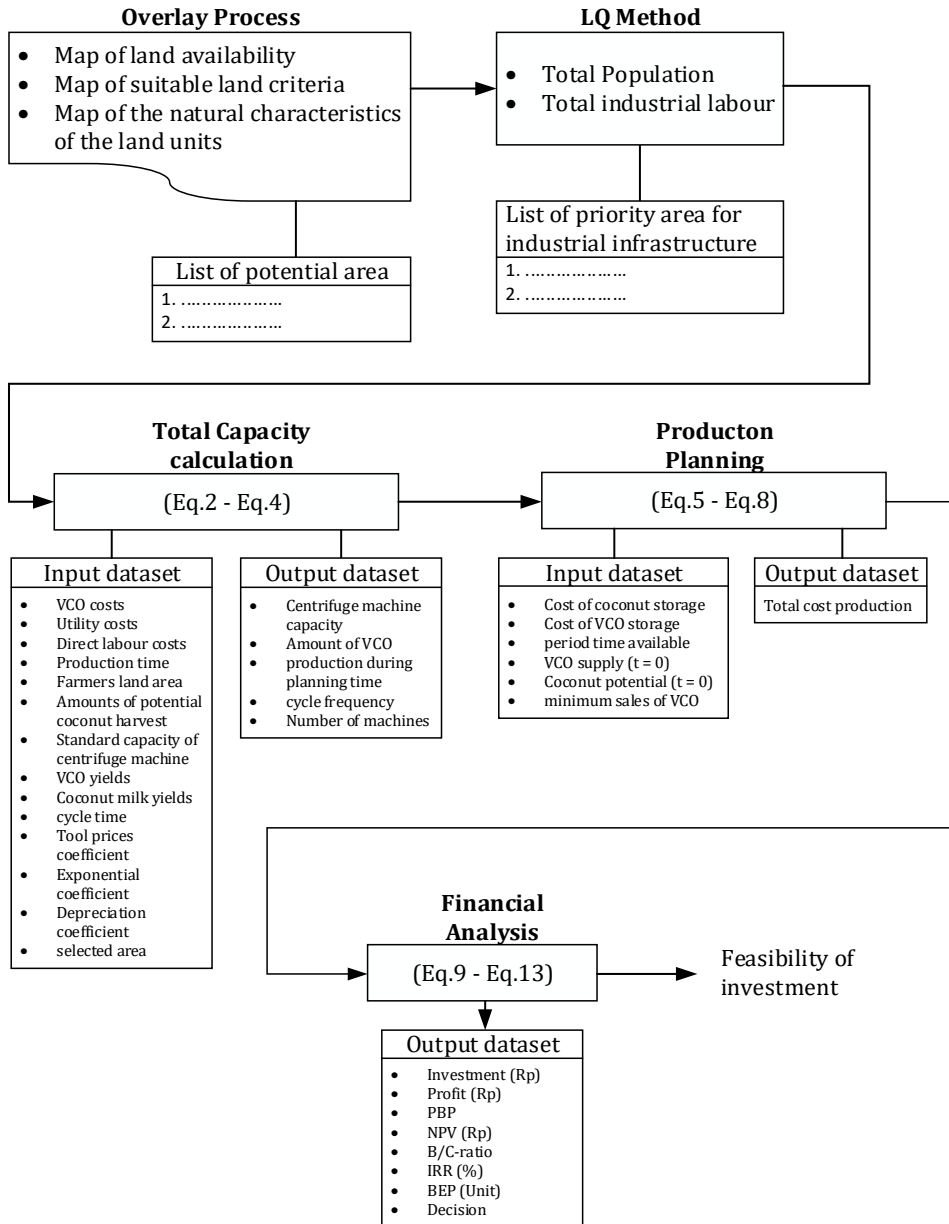 Overlay Process
• Map of land availability
• Map of suitable land criteria
• Map of the natural characteristics
of the land units
List of potential area
1. ....................
2. ....................
LQ Method
• Total Population
• Total industrial labour
List of priority area for
industrial infrastructure
1. ....................
2. ....................
Total Capacity
calculation
(Eq.2 - Eq.4)
Input dataset
• VCO costs
• Utility costs
• Direct labour costs
• Production time
• Farmers land area
• Amounts of potential
coconut harvest
• Standard capacity of
centrifuge machine
• VCO yields
• Coconut milk yields
• cycle time
• Tool prices
coefficient
• Exponential
coefficient
• Depreciation
coefficient
• selected area
Output dataset
• Centrifuge machine
capacity
• Amount of VCO
• production during
planning time
• cycle frequency
• Number of machines
Producton
Planning
(Eq.5 - Eq.8)
Input dataset
• Cost of coconut storage
• Cost of VCO storage
• period time available
• VCO supply (t = 0)
• Coconut potential (t = 0)
• minimum sales of VCO
Output dataset
Total cost production
Financial
Analysis
(Eq.9 - Eq.13)
Feasibility of
investment
Output dataset
• Investment (Rp)
• Profit (Rp)
• PBP
• NPV (Rp)
• B/C-ratio
• IRR (%)
• BEP (Unit)
• Decision